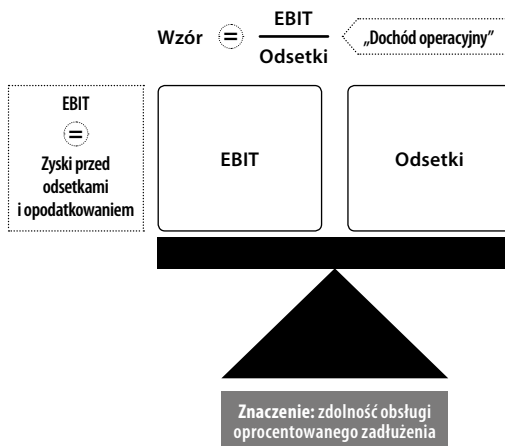 Wzór = EBIT
Odsetki
„Dochód operacyjny”
EBIT
=
Zyski przed
odsetkami
i opodatkowaniem
EBIT
Odsetki
Znaczenie: zdolność obsługi
oprocentowanego zadłużenia